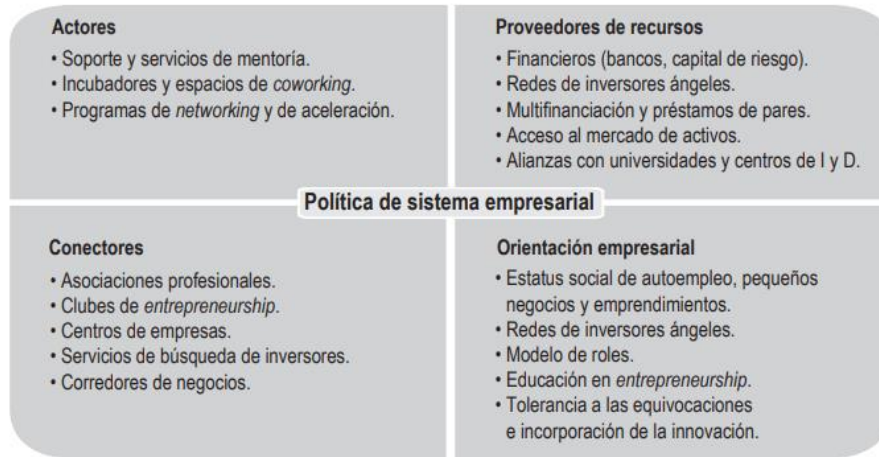 Actores
• Soporte y servicios de mentoría.
• Incubadores y espacios de coworking.
• Programas de networking y de aceleración.
Proveedores de recursos
• Financieros (bancos, capital de riesgo).
• Redes de inversores ángeles.
• Multifinanciación y préstamos de pares.
• Acceso al mercado de activos.
• Alianzas con universidades y centros de I y D.
Política de sistema empresarial
Conectores
• Asociaciones profesionales.
• Clubes de entrepreneurship.
• Centros de empresas.
• Servicios de búsqueda de inversores.
• Corredores de negocios.
Orientación empresarial
• Estatus social de autoempleo, pequeños
negocios y emprendimientos.
• Redes de inversores ángeles.
• Modelo de roles.
• Educación en entrepreneurship.
• Tolerancia a las equivocaciones
e incorporación de la innovación.